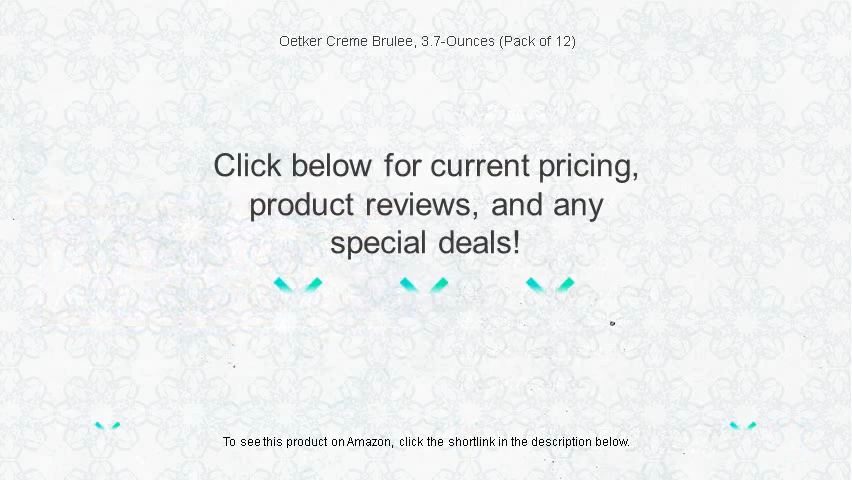 Oetker Creme Brulee, 3.7-Ounces (Pack of 12)
Click below for current pricing,
product reviews, and any
special deals!
To see this product on Amazon, click the shortlink in the description below.